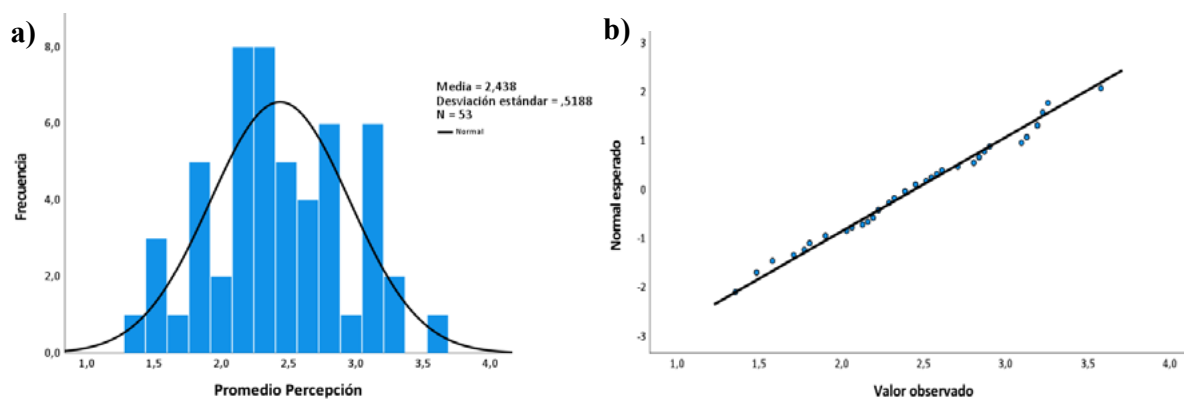 a)
8,0
6,0
4,0
2,0
0,0
Frecuencia
1,0 1,5 2,0 2,5 3,0 3,5 4,0
Promedio Percepción
Media = 2,438
Desviación estándar = ,5188
N = 53
Normal
b)
3
2
1
0
-1
-2
-3
Normal esperado
1,0 1,5 2,0 2,5 3,0 3,5 4,0
Valor observado